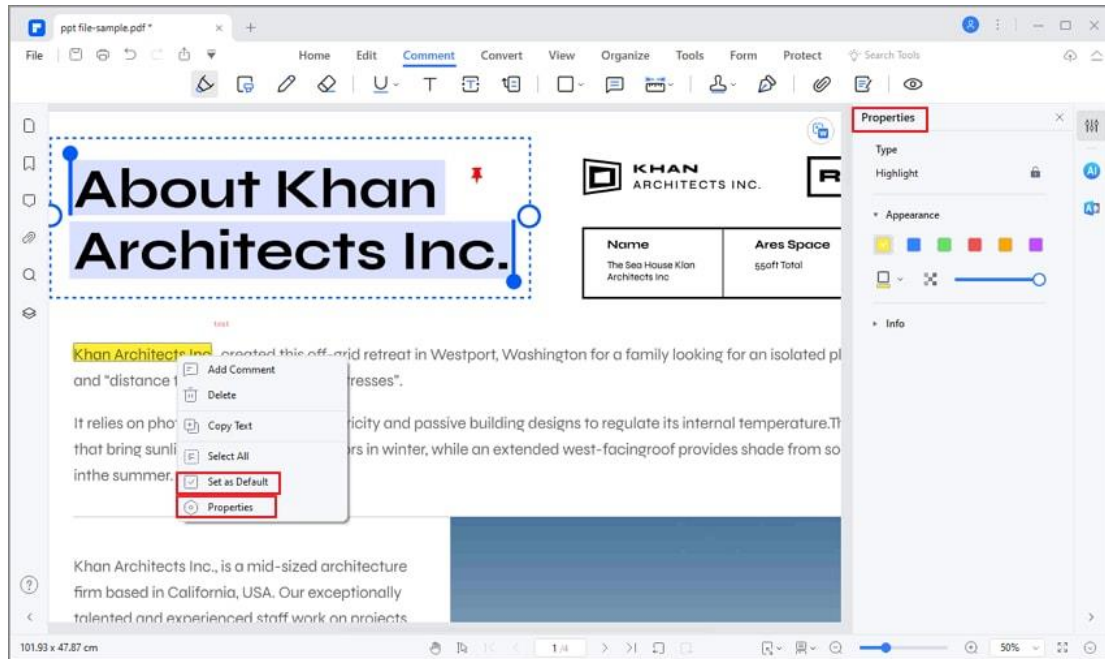 ppt file-sample.pdf *
File
Home Edit Comment Convert View Organize Tools Form Protect Search Tools
Properties
Type
Highlight
Appearance
Info
About Khan
Architects Inc.
KHAN
ARCHITECTS INC.
R
Name
The Sea House Klan
Architects Inc
Ares Space
550ft Total
text
Khan Architects Inc. created this off-grid retreat in Westport, Washington for a family looking for an isolated pl
and "distance t
resses".
It relies on pho
ricity and passive building designs to regulate its internal temperature.Th
that bring sunli
rs in winter, while an extended west-facingroof provides shade from so
inthe summer.
Add Comment
Delete
Copy Text
Select All
Set as Default
Properties
Khan Architects Inc., is a mid-sized architecture
firm based in California, USA. Our exceptionally
talented and experienced staff work on projects
101.93 x 47.87 cm
1/4
50%